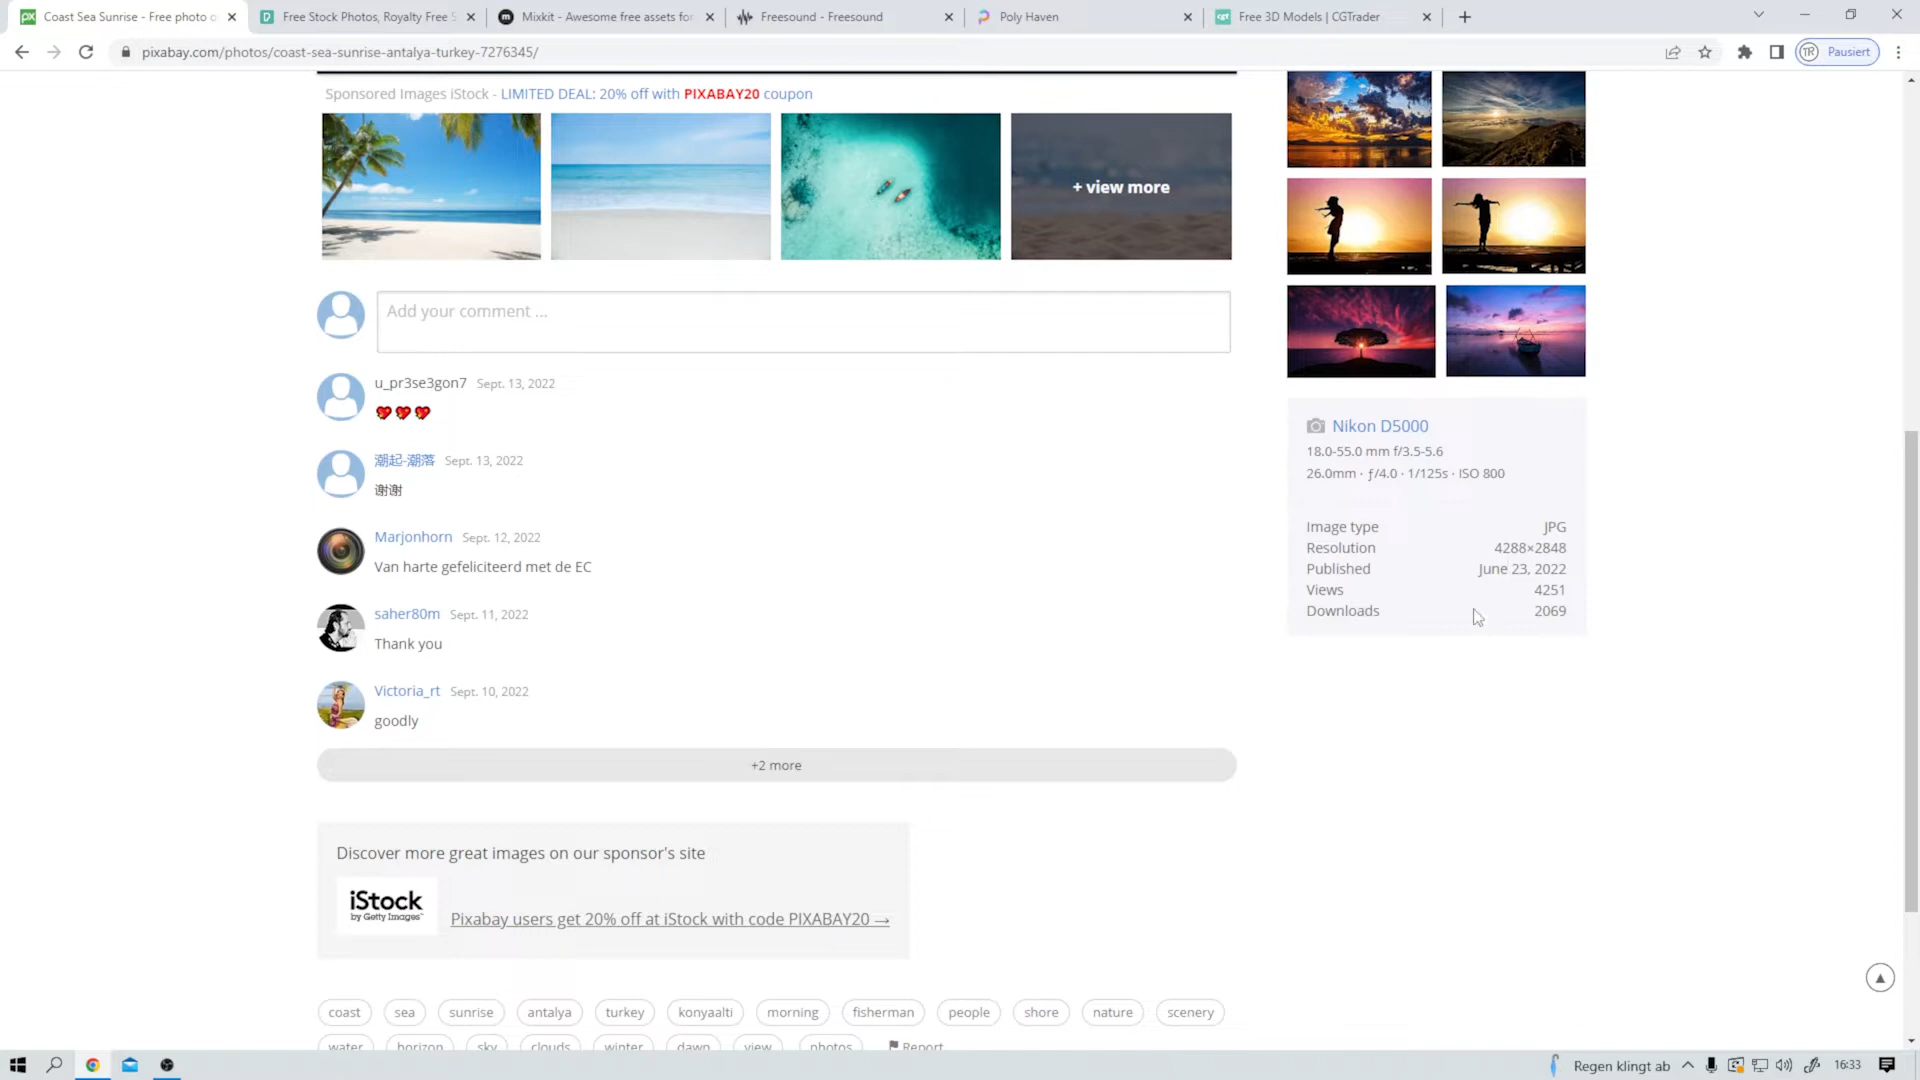 Coast Sea Sunrise - Free photo o
Free Stock Photos, Royalty Free S
Mixkit - Awesome free assets for
Freesound - Freesound
Poly Haven
Free 3D Models | CGTrader
pixabay.com/photos/coast-sea-sunrise-antalya-turkey-7276345/
TR Pausiert
Sponsored Images iStock - LIMITED DEAL: 20% off with PIXABAY20 coupon
+ view more
Add your comment ...
u_pr3se3gon7 Sept. 13, 2022
💖💖💖
潮起-潮落 Sept. 13, 2022
谢谢
Marjonhorn Sept. 12, 2022
Van harte gefeliciteerd met de EC
saher80m Sept. 11, 2022
Thank you
Victoria_rt Sept. 10, 2022
goodly
+2 more
Nikon D5000
18.0-55.0 mm f/3.5-5.6
26.0mm · ƒ/4.0 · 1/125s · ISO 800
Image type JPG
Resolution 4288×2848
Published June 23, 2022
Views 4251
Downloads 2069
Discover more great images on our sponsor's site
iStock
by Getty Images™
Pixabay users get 20% off at iStock with code PIXABAY20 →
coast sea sunrise antalya turkey konyaalti morning fisherman people shore nature scenery
water horizon sky clouds winter dawn view photos Report
Regen klingt ab 16:33